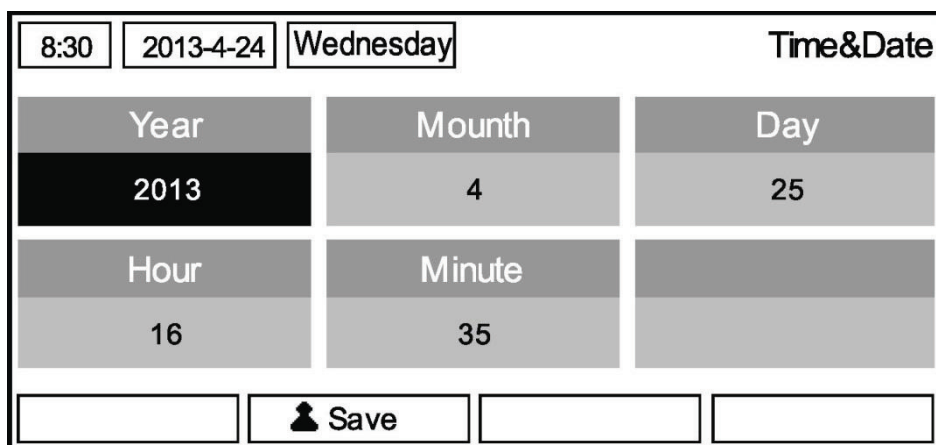 8:30 2013-4-24 Wednesday Time&Date
Year Mounth Day
2013 4 25
Hour Minute
16 35
Save